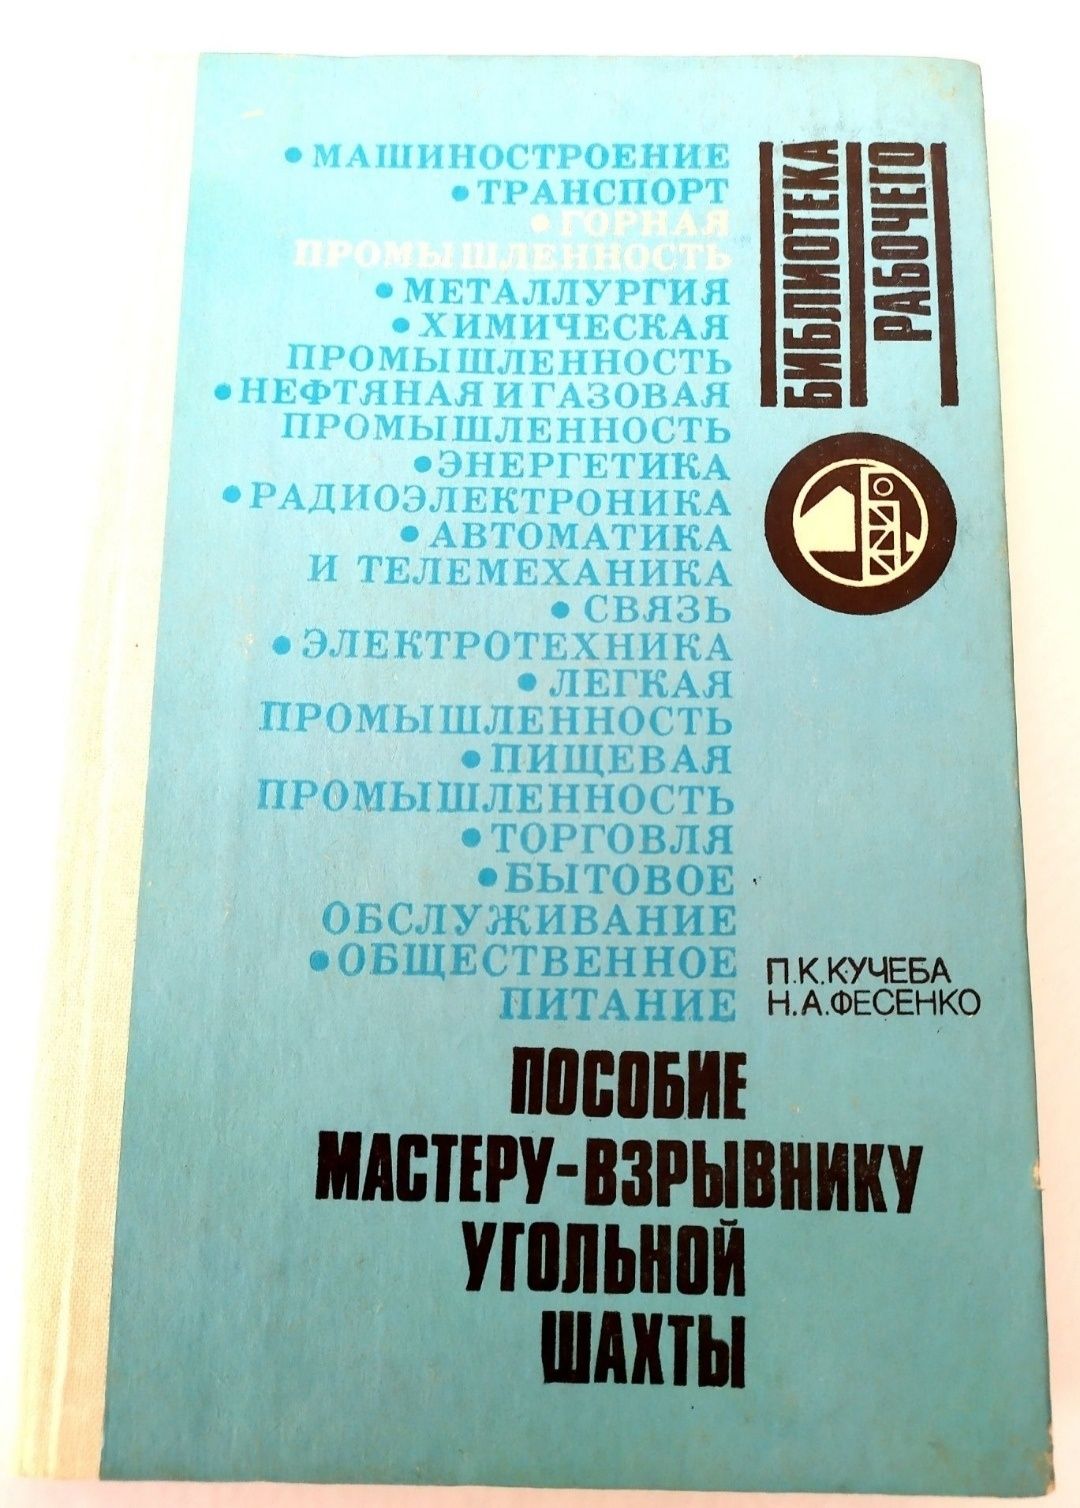 • МАШИНОСТРОЕНИЕ
• ТРАНСПОРТ
• ГОРНАЯ
ПРОМЫШЛЕННОСТЬ
• МЕТАЛЛУРГИЯ
• ХИМИЧЕСКАЯ
ПРОМЫШЛЕННОСТЬ
• НЕФТЯНАЯ И ГАЗОВАЯ
ПРОМЫШЛЕННОСТЬ
• ЭНЕРГЕТИКА
• РАДИОЭЛЕКТРОНИКА
• АВТОМАТИКА
И ТЕЛЕМЕХАНИКА
• СВЯЗЬ
• ЭЛЕКТРОТЕХНИКА
• ЛЕГКАЯ
ПРОМЫШЛЕННОСТЬ
• ПИЩЕВАЯ
ПРОМЫШЛЕННОСТЬ
• ТОРГОВЛЯ
• БЫТОВОЕ
ОБСЛУЖИВАНИЕ
• ОБЩЕСТВЕННОЕ
ПИТАНИЕ
БИБЛИОТЕКА
РАБОЧЕГО
П.К.КУЧЕБА
Н.А.ФЕСЕНКО
ПОСОБИЕ
МАСТЕРУ-ВЗРЫВНИКУ
УГОЛЬНОЙ
ШАХТЫ